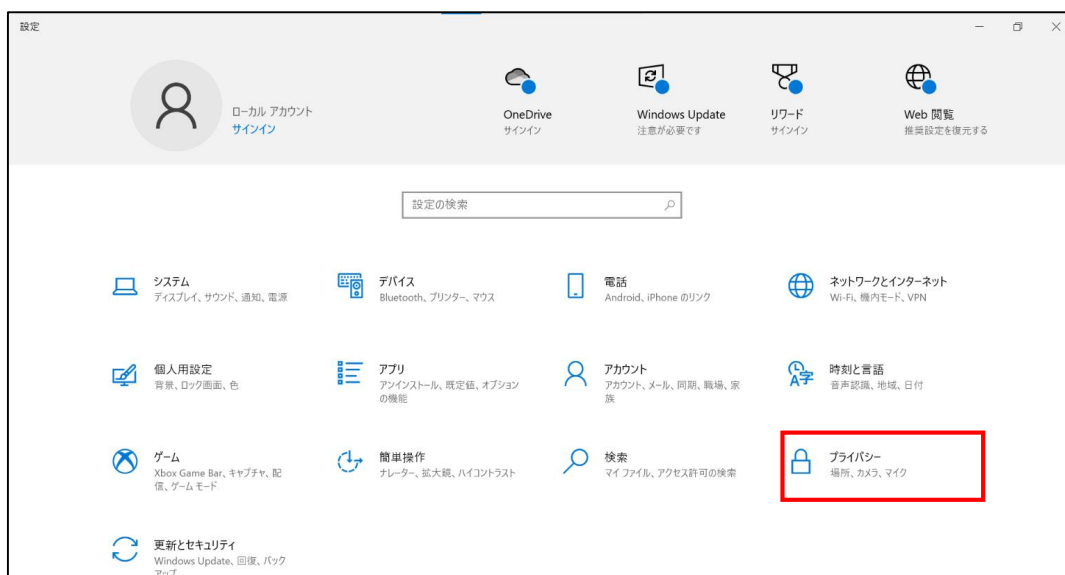 設定
ローカル アカウント
サインイン
OneDrive
サインイン
Windows Update
注意が必要です
リワード
サインイン
Web 閲覧
推奨設定を復元する
設定の検索
システム
ディスプレイ、サウンド、通知、電源
デバイス
Bluetooth、プリンター、マウス
電話
Android、iPhone のリンク
ネットワークとインターネット
Wi-Fi、機内モード、VPN
個人用設定
背景、ロック画面、色
アプリ
アンインストール、既定値、オプション
の機能
アカウント
アカウント、メール、同期、職場、家
族
時刻と言語
音声認識、地域、日付
ゲーム
Xbox Game Bar、キャプチャ、配
信、ゲーム モード
簡単操作
ナレーター、拡大鏡、ハイコントラスト
検索
マイ ファイル、アクセス許可の検索
プライバシー
場所、カメラ、マイク
更新とセキュリティ
Windows Update、回復、バック
アップ